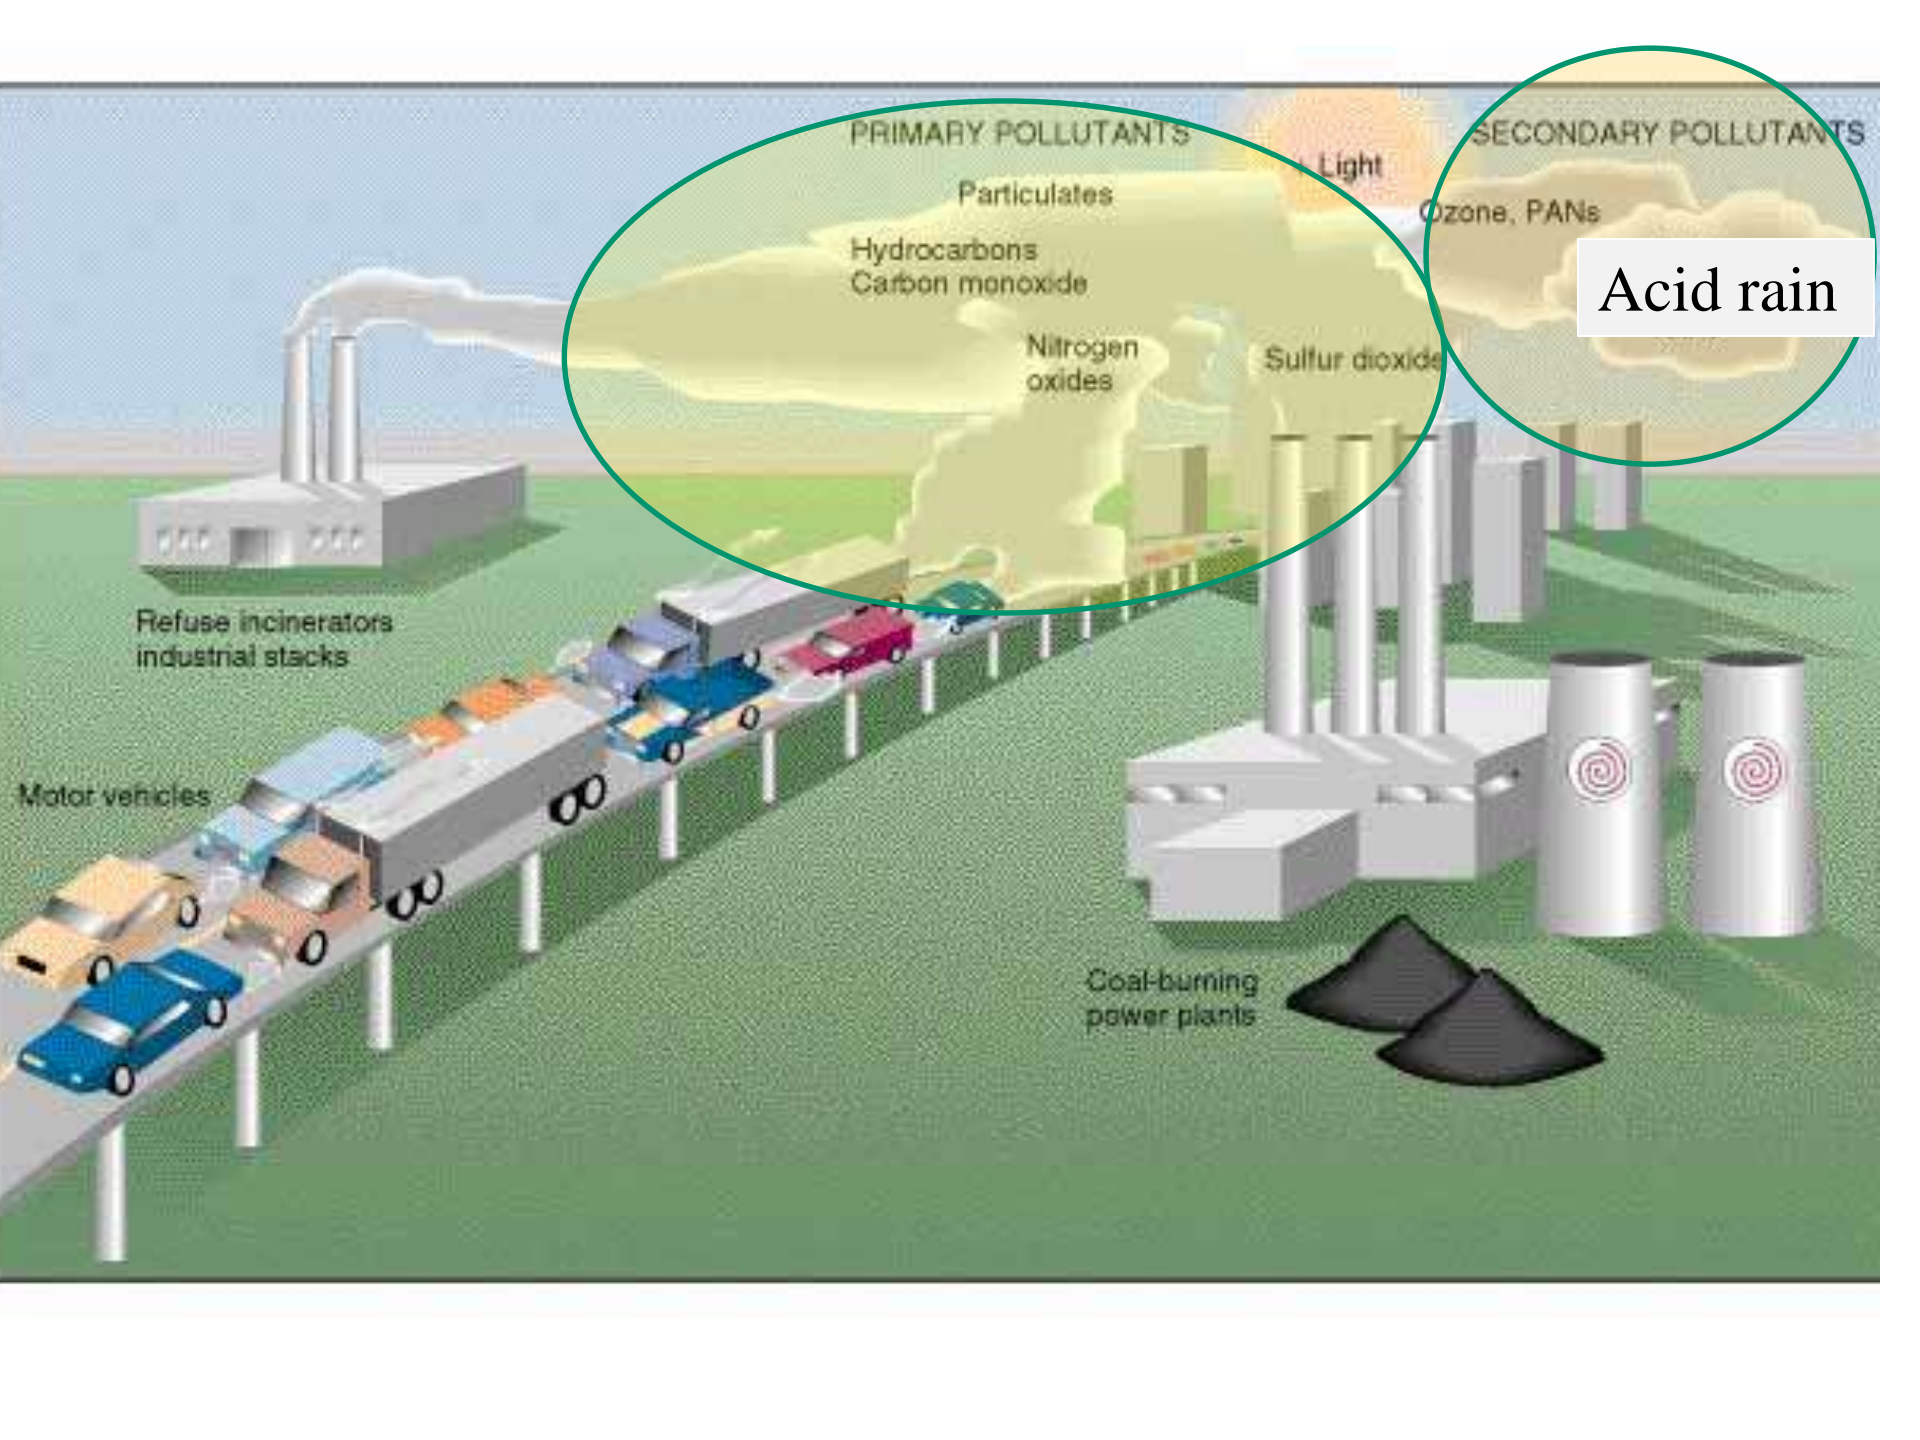 PRIMARY POLLUTANTS
SECONDARY POLLUTANTS
+ Light
Particulates
Ozone, PANs
Hydrocarbons
Carbon monoxide
Acid rain
Nitrogen
oxides
Sulfur dioxide
Refuse incinerators
industrial stacks
Motor vehicles
Coal-burning
power plants